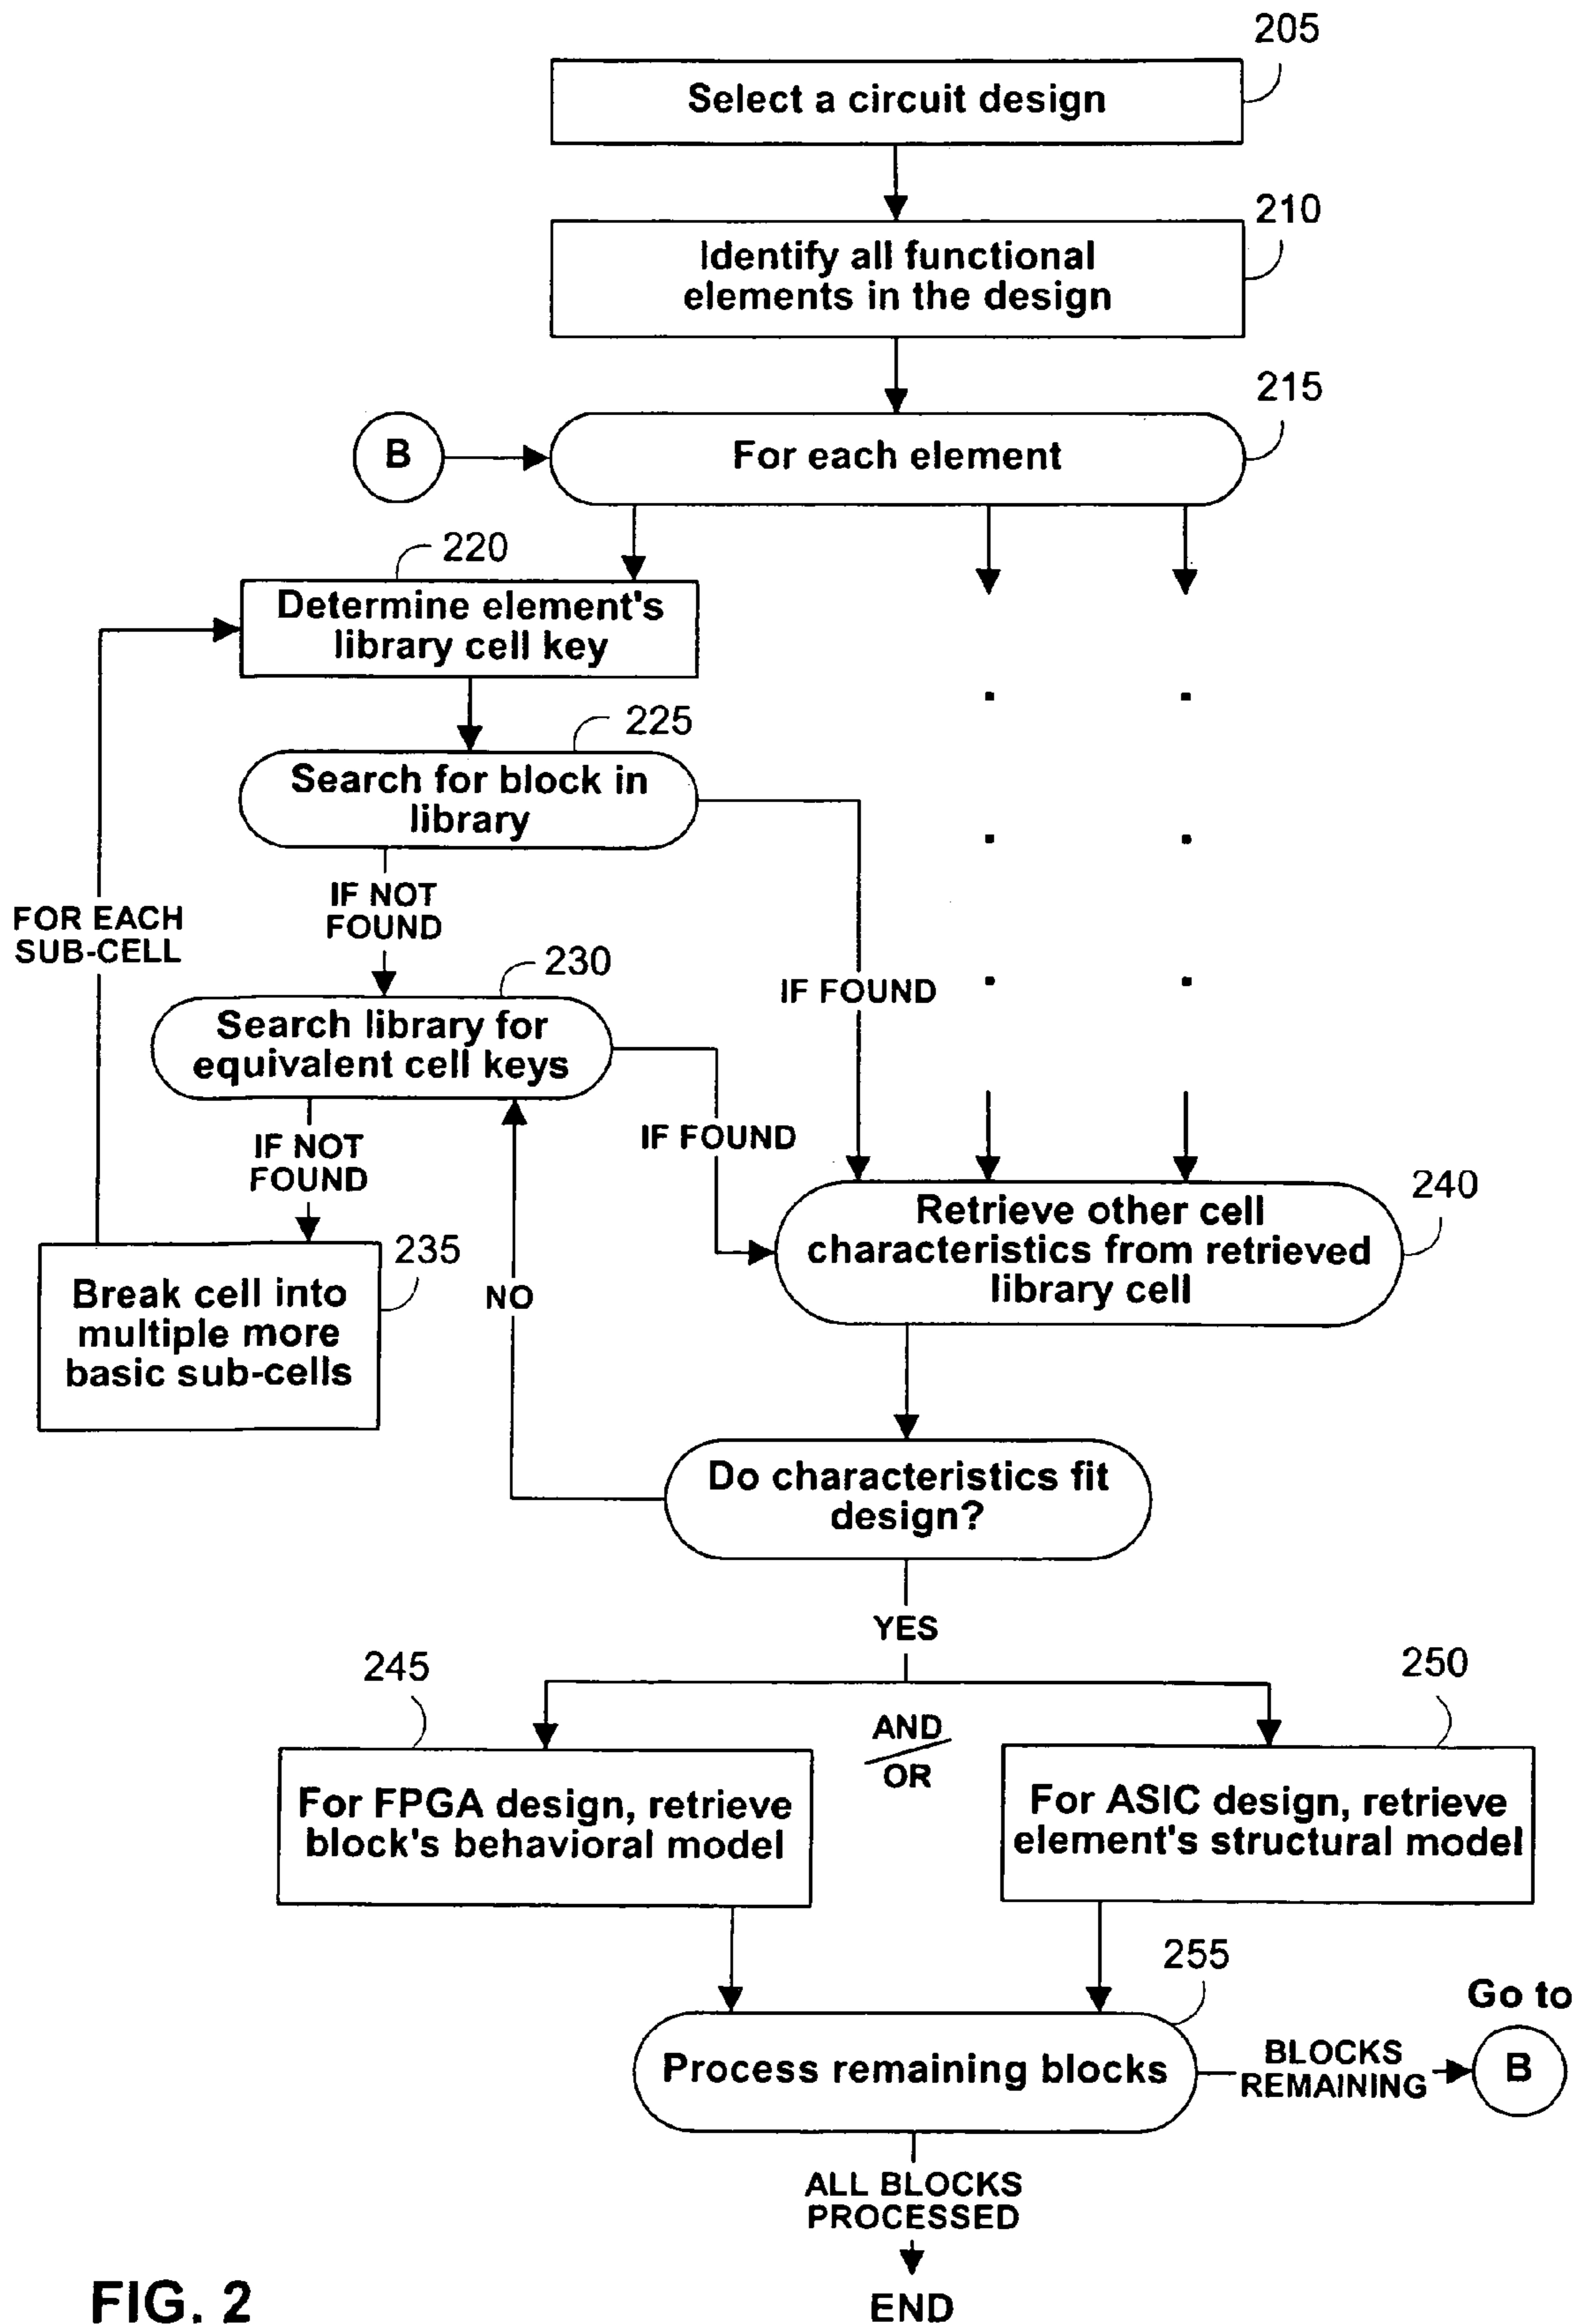 205
Select a circuit design
210
Identify all functional
elements in the design
215
B
For each element
220
Determine element's
library cell key
225
Search for block in
library
IF NOT
FOUND
FOR EACH
SUB-CELL
230
IF FOUND
Search library for
equivalent cell keys
IF FOUND
IF NOT
FOUND
240
Retrieve other cell
characteristics from retrieved
library cell
235
Break cell into
multiple more
basic sub-cells
NO
Do characteristics fit
design?
YES
245
250
AND
OR
For FPGA design, retrieve
block's behavioral model
For ASIC design, retrieve
element's structural model
255
Go to
Process remaining blocks
BLOCKS
REMAINING
B
ALL BLOCKS
PROCESSED
END
FIG. 2